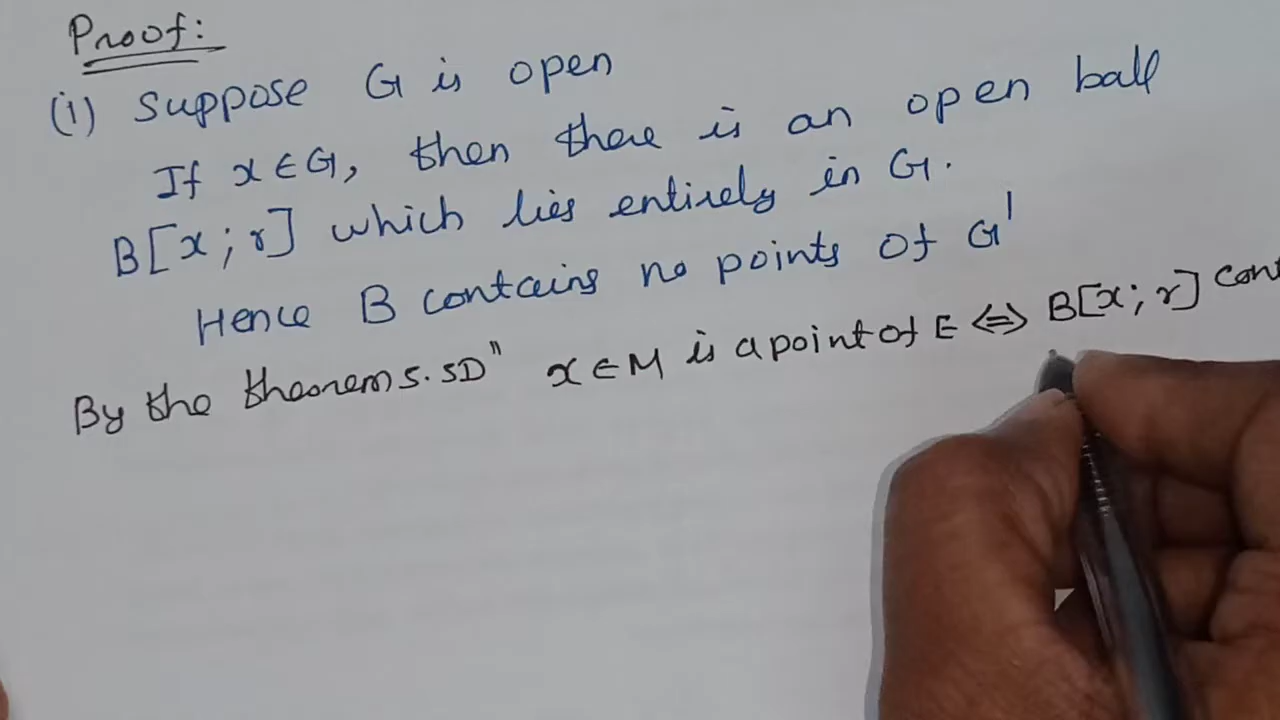 Proof:
(i) Suppose G is open
If x ∈ G, then there is an open ball
B[x; r] which lies entirely in G.
Hence B contains no points of G'
By the theorem 5.5D" x ∈ M is a point of E ⇔ B[x; r] cont